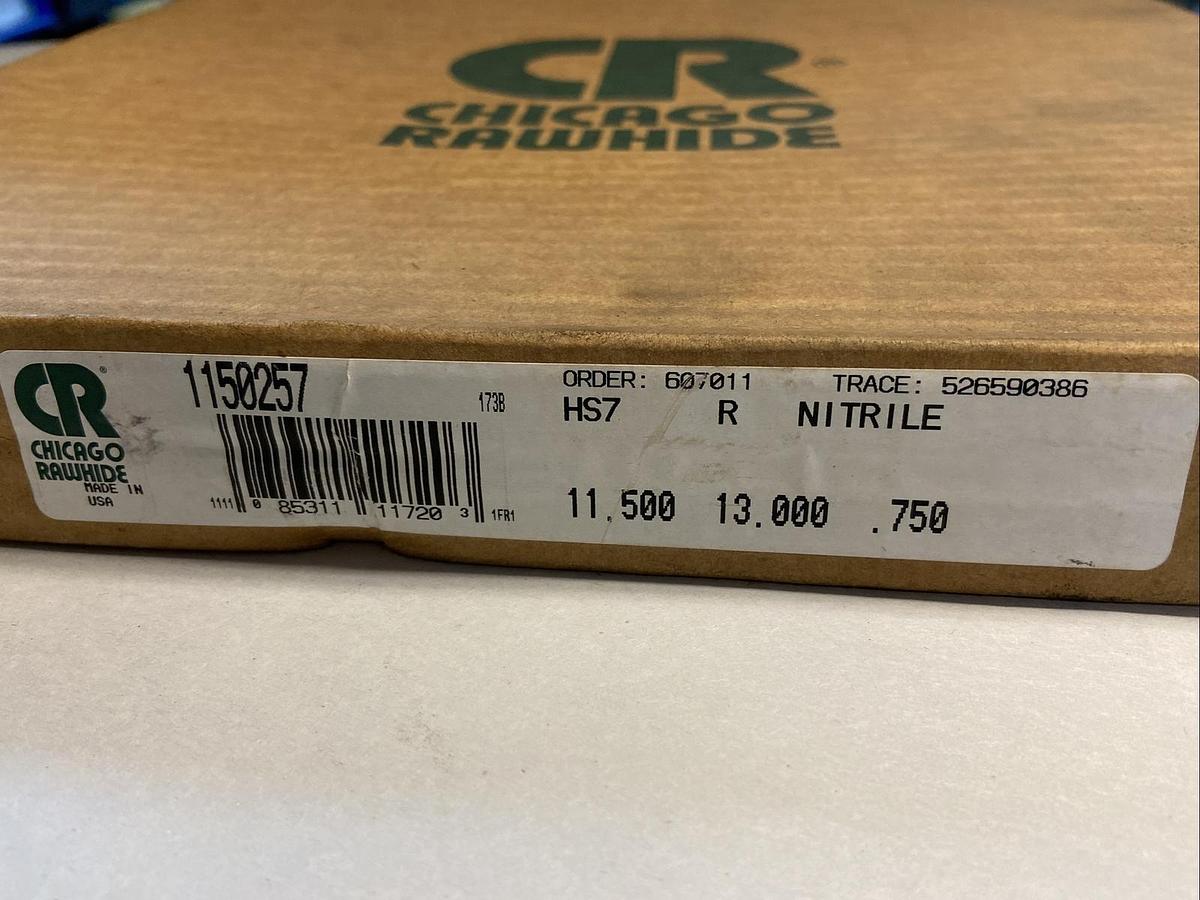 CR®
CHICAGO
RAWHIDE
CR®
CHICAGO
RAWHIDE
MADE IN
USA
1150257
173B
1111 0 85311 11720 3 1FR1
ORDER: 607011 TRACE: 526590386
HS7 R NITRILE
11.500 13.000 .750